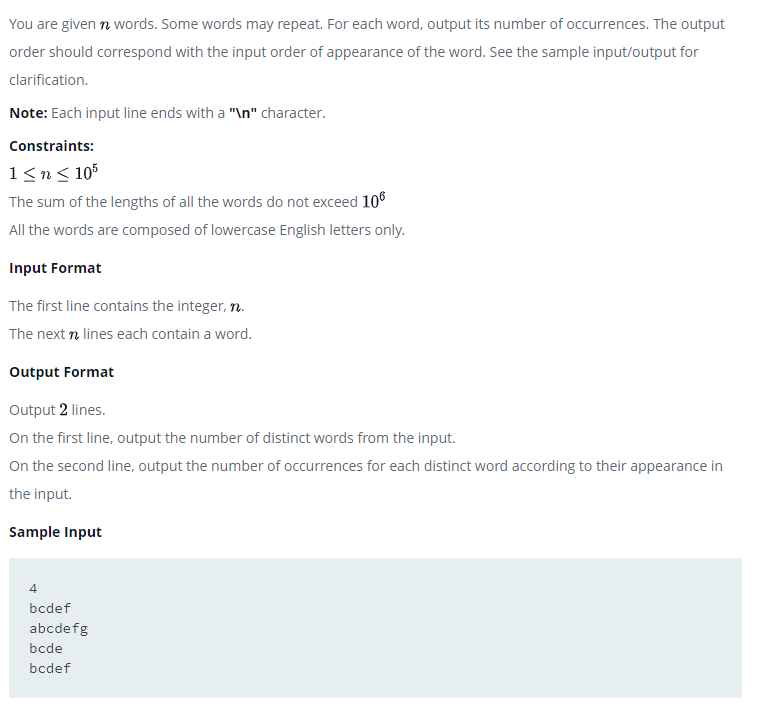 You are given n words. Some words may repeat. For each word, output its number of occurrences. The output
order should correspond with the input order of appearance of the word. See the sample input/output for
clarification.
Note: Each input line ends with a "\n" character.
Constraints:
1 ≤ n ≤ 10⁵
The sum of the lengths of all the words do not exceed 10⁶
All the words are composed of lowercase English letters only.
Input Format
The first line contains the integer, n.
The next n lines each contain a word.
Output Format
Output 2 lines.
On the first line, output the number of distinct words from the input.
On the second line, output the number of occurrences for each distinct word according to their appearance in
the input.
Sample Input
4
bcdef
abcdefg
bcde
bcdef